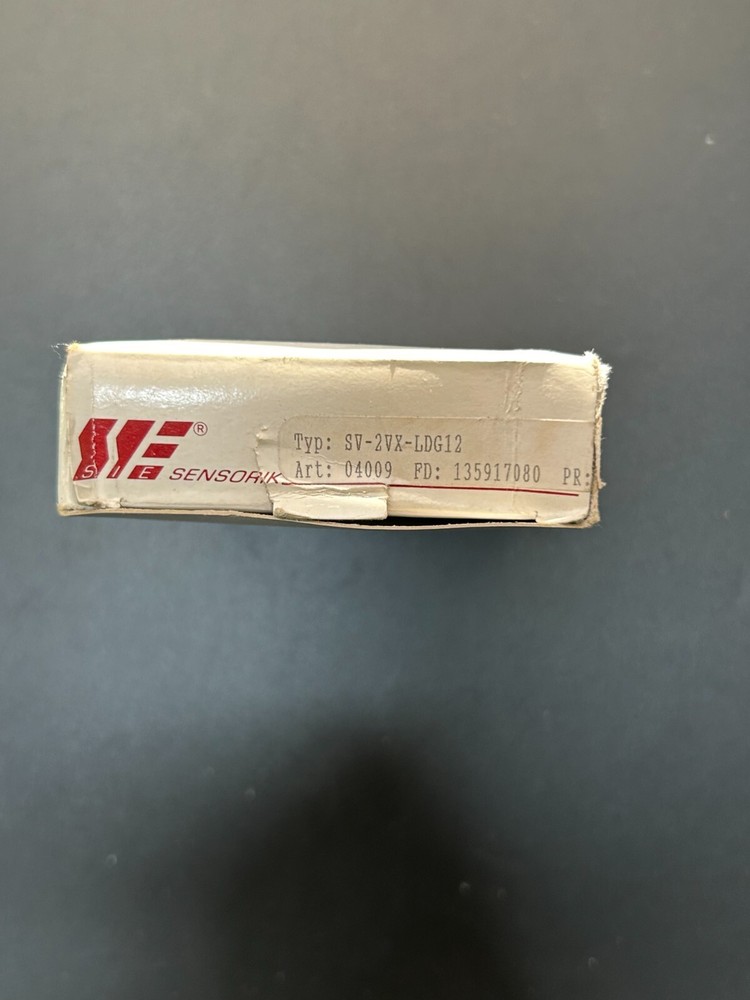 SIE SENSORIK
®
Typ: SV-2VX-LDG12
Art: 04009 FD: 135917080 PR: